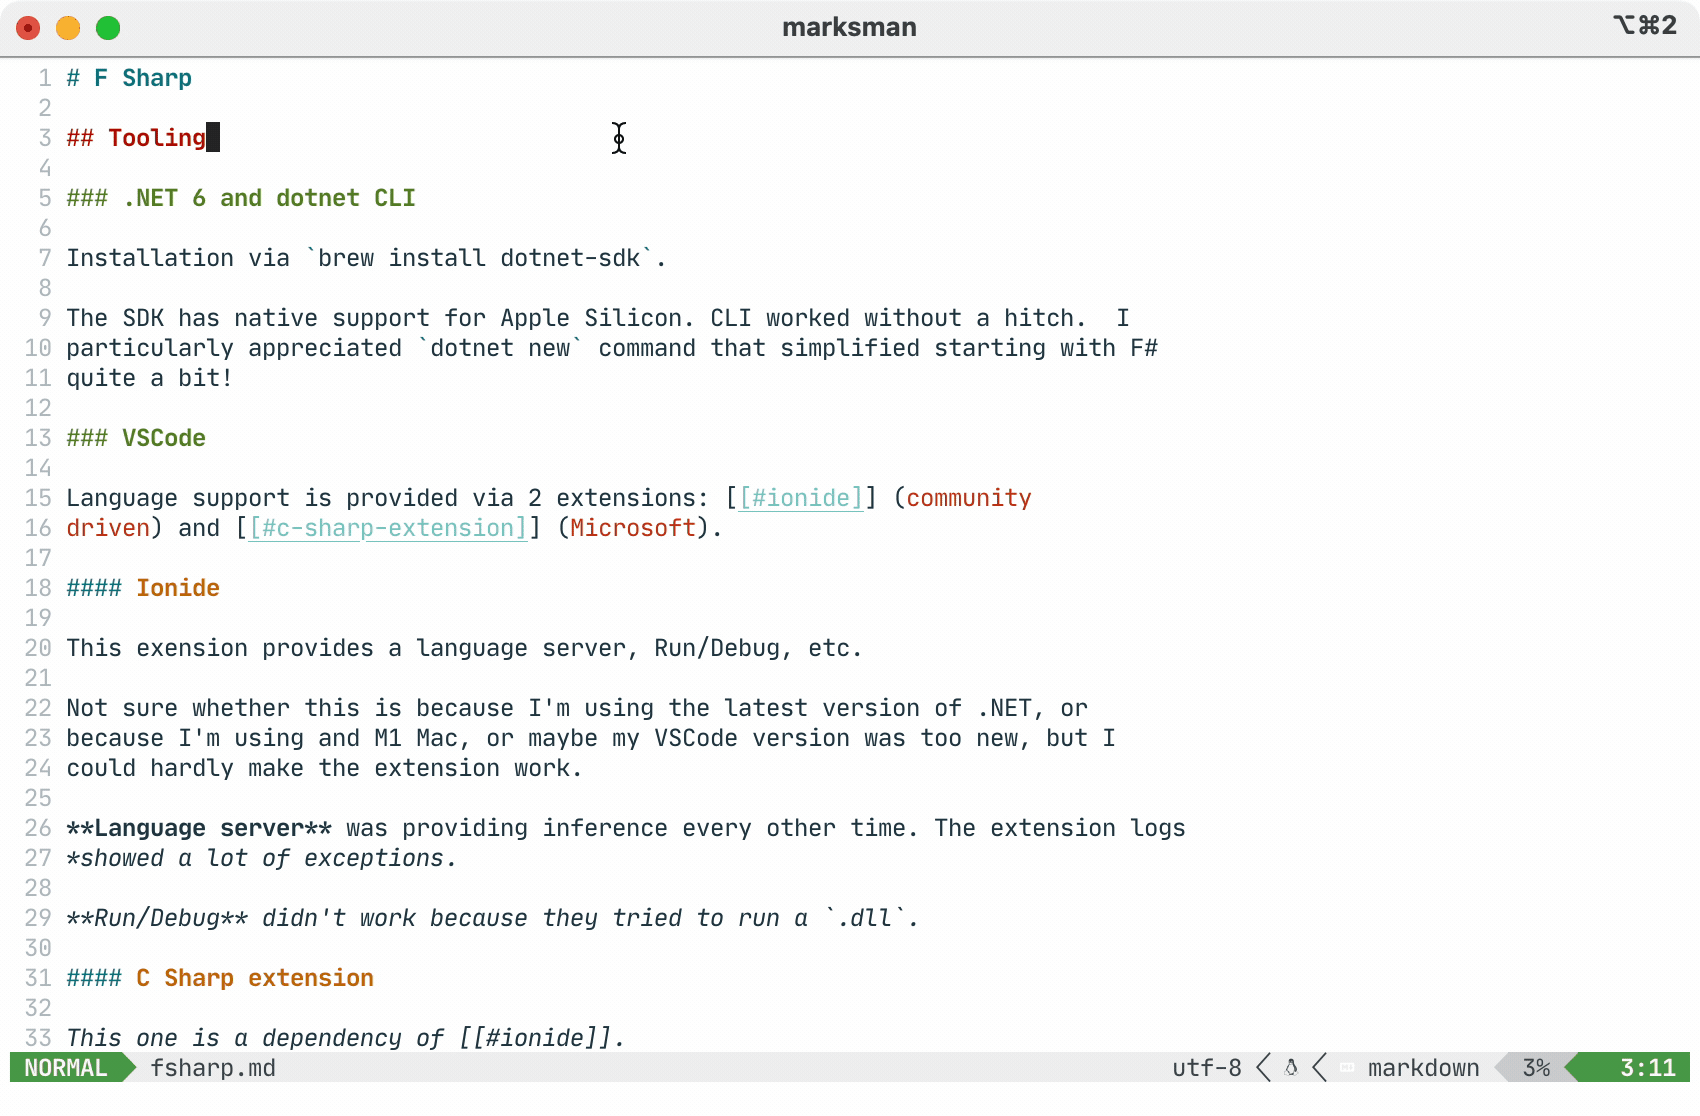 marksman
⌥⌘2
1 # F Sharp
2
3 ## Tooling
4
5 ### .NET 6 and dotnet CLI
6
7 Installation via `brew install dotnet-sdk`.
8
9 The SDK has native support for Apple Silicon. CLI worked without a hitch.  I
10 particularly appreciated `dotnet new` command that simplified starting with F#
11 quite a bit!
12
13 ### VSCode
14
15 Language support is provided via 2 extensions: [[#ionide]] (community
16 driven) and [[#c-sharp-extension]] (Microsoft).
17
18 #### Ionide
19
20 This exension provides a language server, Run/Debug, etc.
21
22 Not sure whether this is because I'm using the latest version of .NET, or
23 because I'm using and M1 Mac, or maybe my VSCode version was too new, but I
24 could hardly make the extension work.
25
26 **Language server** was providing inference every other time. The extension logs
27 *showed a lot of exceptions.
28
29 **Run/Debug** didn't work because they tried to run a `.dll`.
30
31 #### C Sharp extension
32
33 This one is a dependency of [[#ionide]].
NORMAL fsharp.md utf-8 markdown 3% 3:11